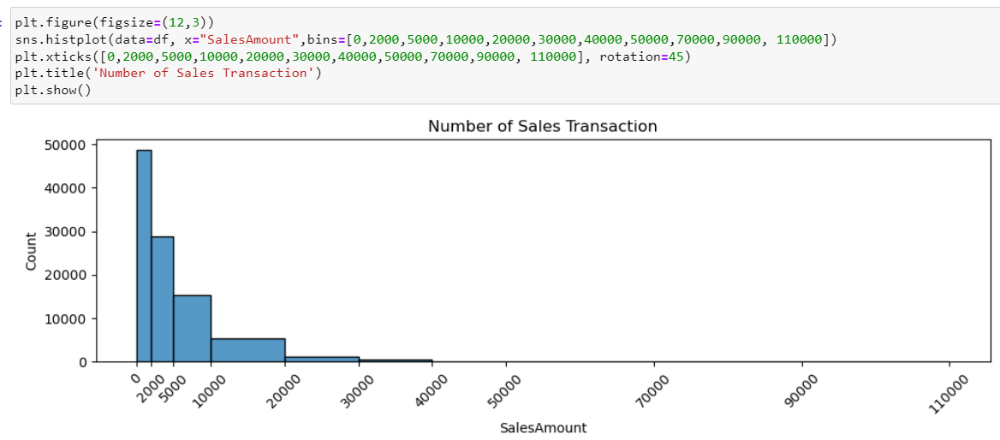 :
plt.figure(figsize=(12,3))
sns.histplot(data=df, x="SalesAmount",bins=[0,2000,5000,10000,20000,30000,40000,50000,70000,90000, 110000])
plt.xticks([0,2000,5000,10000,20000,30000,40000,50000,70000,90000, 110000], rotation=45)
plt.title('Number of Sales Transaction')
plt.show()
Number of Sales Transaction
50000
40000
30000
20000
10000
0
Count
0
2000
5000
10000
20000
30000
40000
50000
70000
90000
110000
SalesAmount